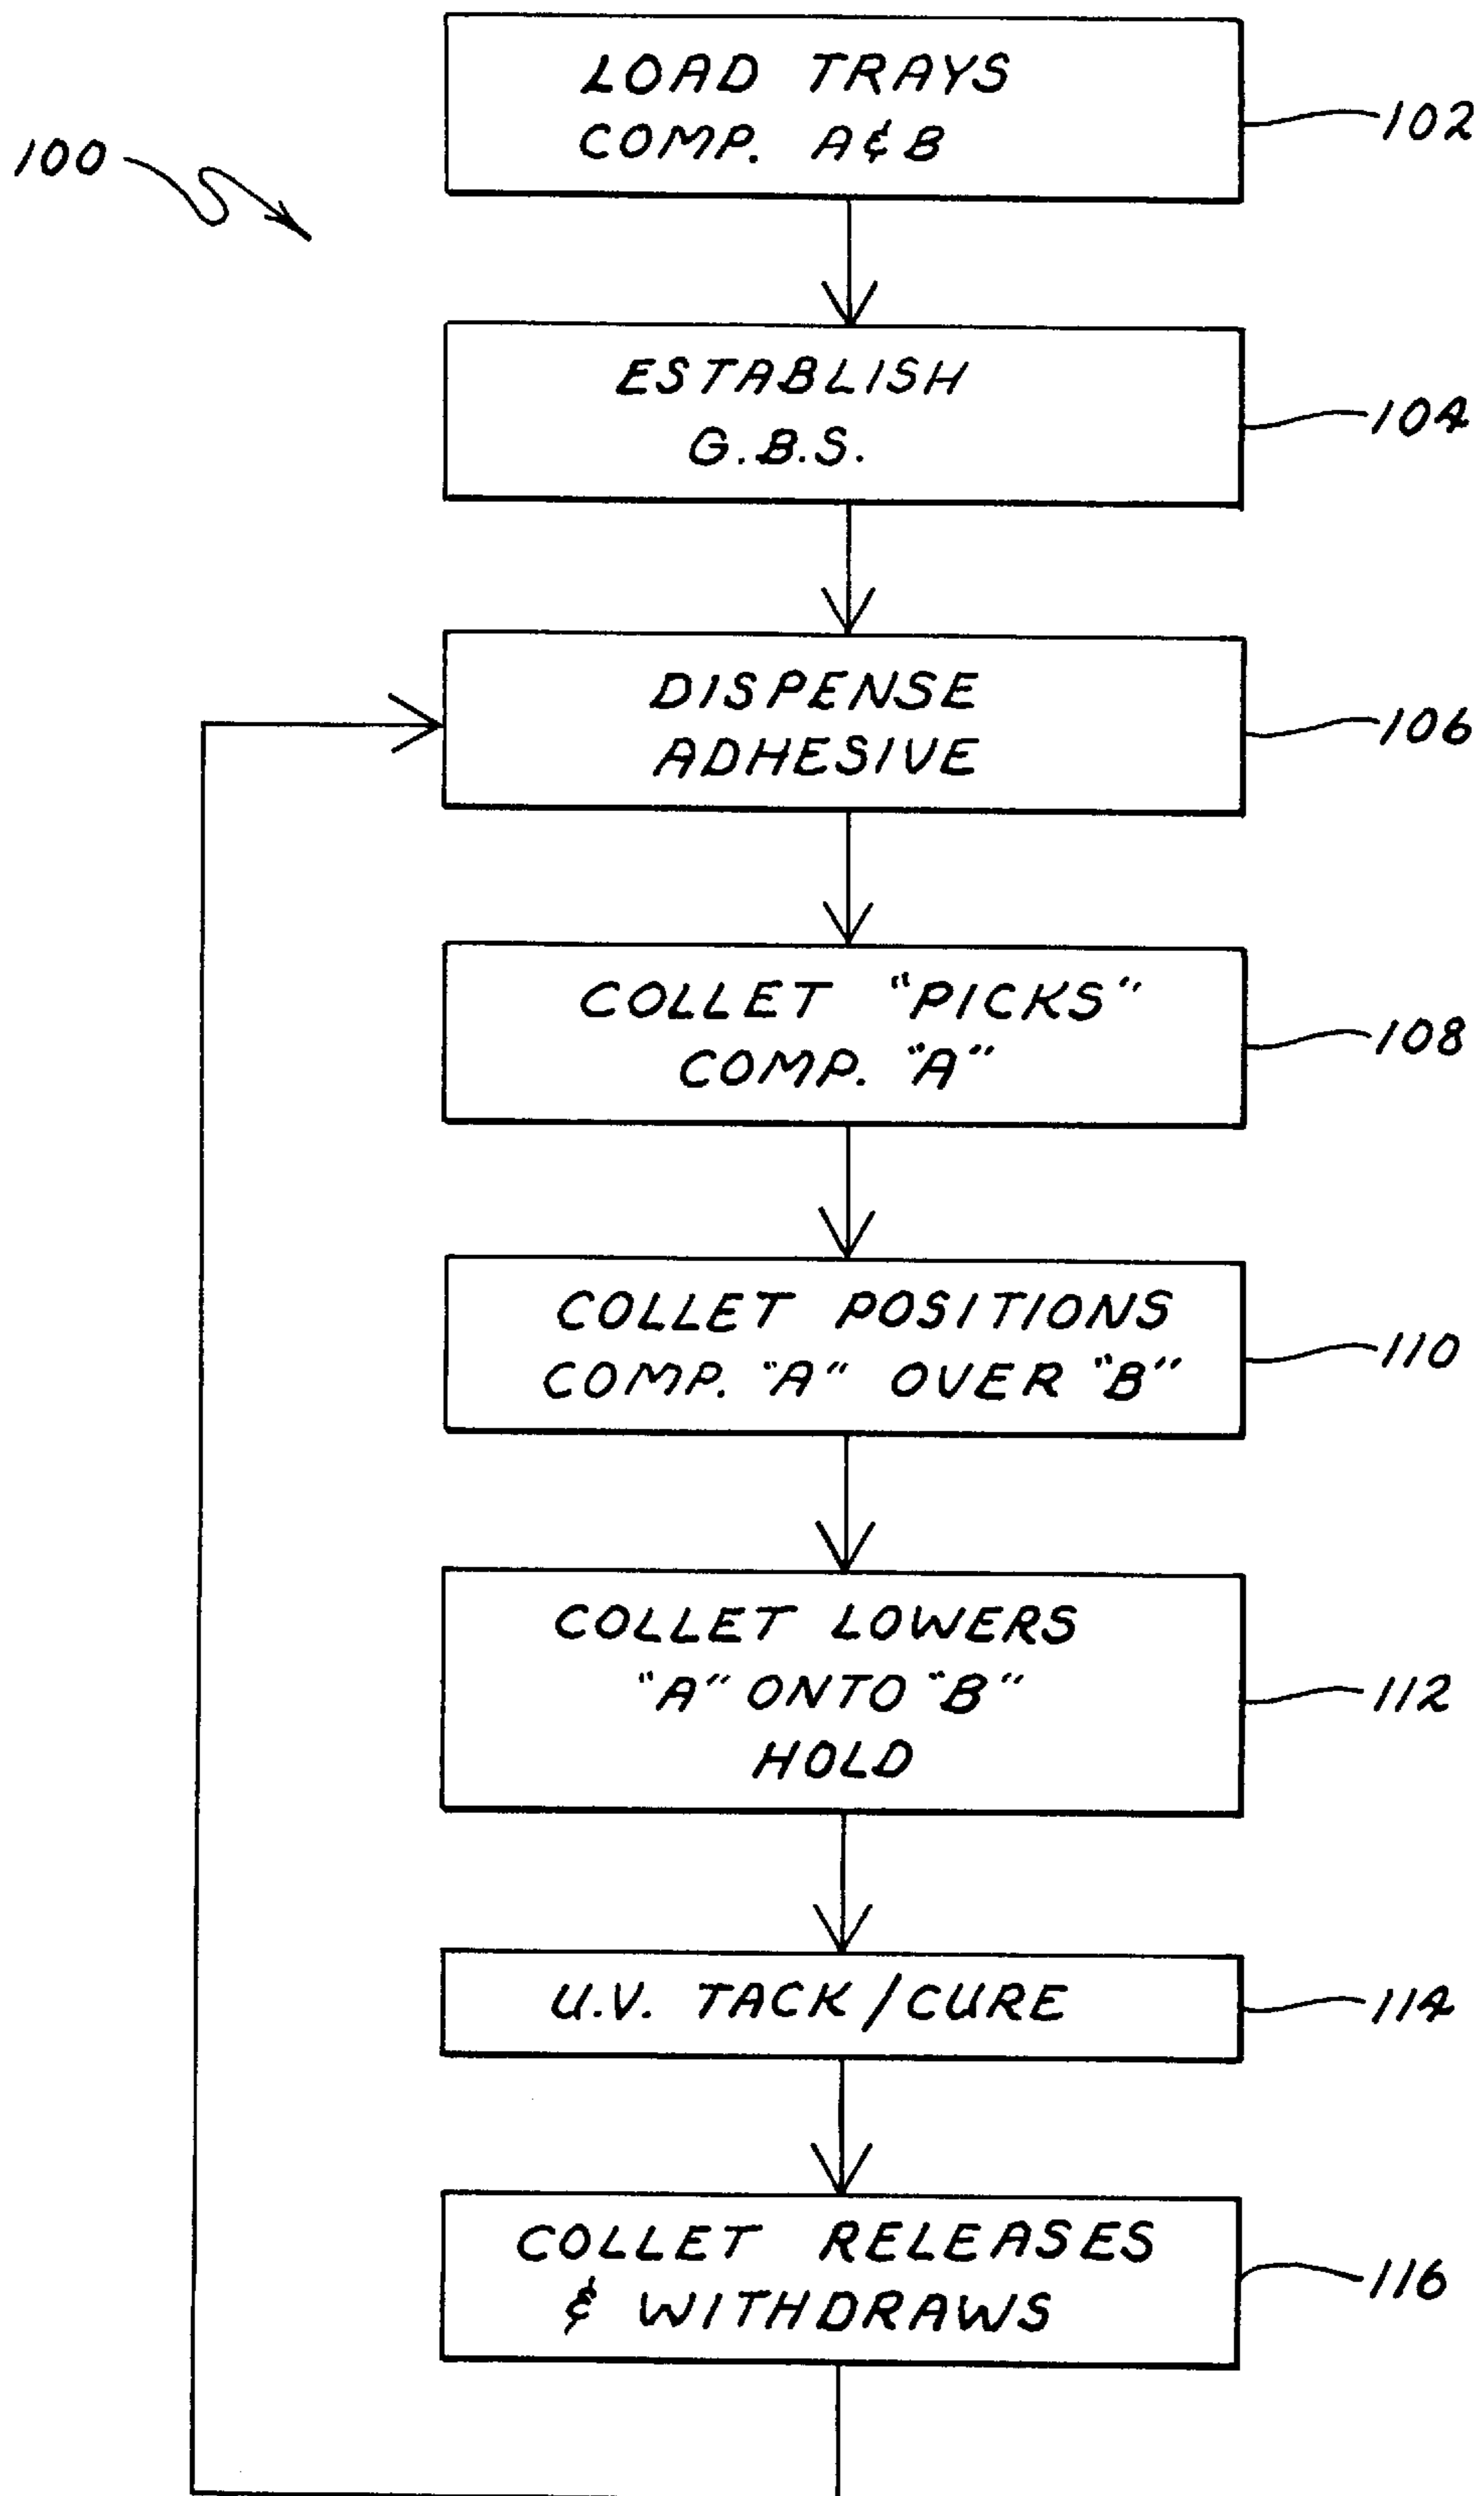 LOAD TRAYS
COMP. A&B
102
100
ESTABLISH
G.B.S.
104
DISPENSE
ADHESIVE
106
COLLET "PICKS"
COMP. "A"
108
COLLET POSITIONS
COMP. "A" OVER "B"
110
COLLET LOWERS
"A" ONTO "B"
HOLD
112
U.V. TACK/CURE
114
COLLET RELEASES
& WITHDRAWS
116